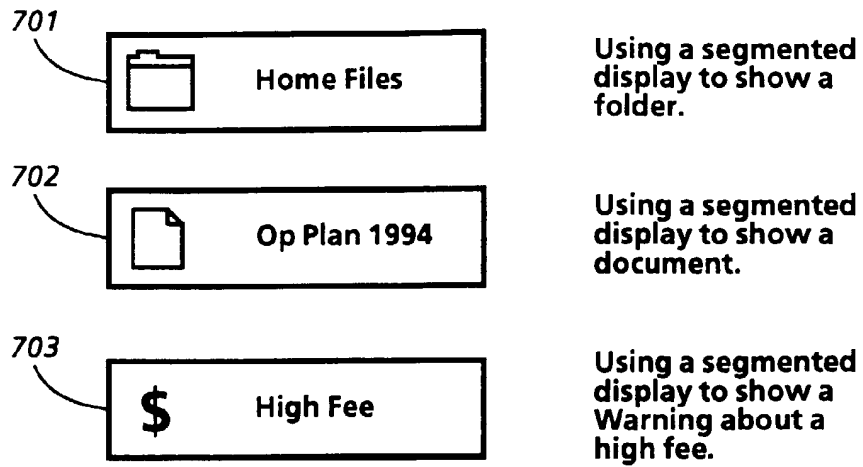 701
Home Files
Using a segmented
display to show a
folder.
702
Op Plan 1994
Using a segmented
display to show a
document.
703
$ High Fee
Using a segmented
display to show a
Warning about a
high fee.